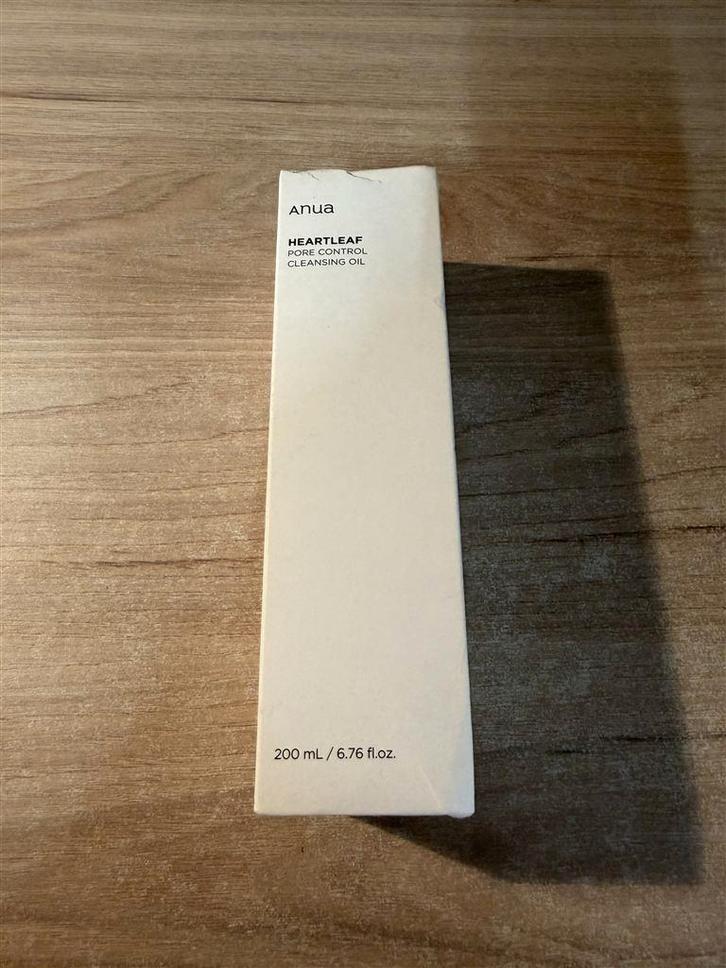 Anua
HEARTLEAF
PORE CONTROL
CLEANSING OIL
200 mL / 6.76 fl.oz.